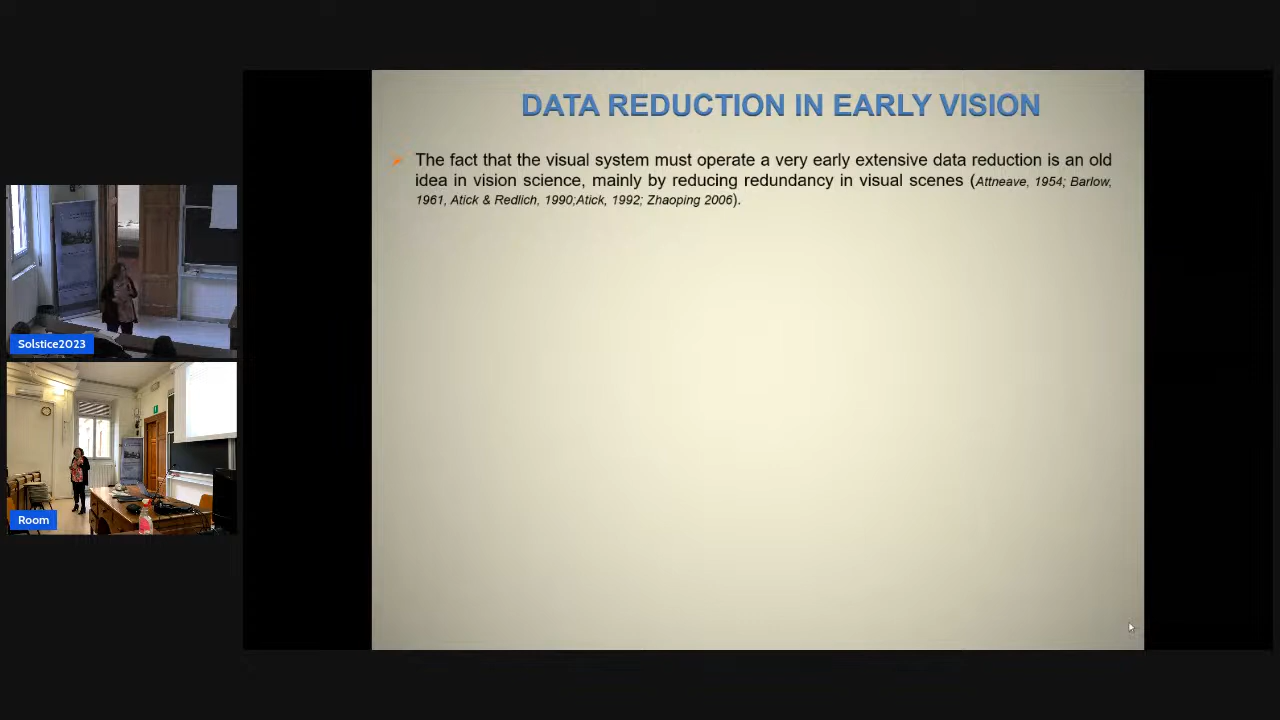 DATA REDUCTION IN EARLY VISION
The fact that the visual system must operate a very early extensive data reduction is an old
idea in vision science, mainly by reducing redundancy in visual scenes (Attneave, 1954; Barlow,
1961, Atick & Redlich, 1990;Atick, 1992; Zhaoping 2006).
Solstice2023
Room